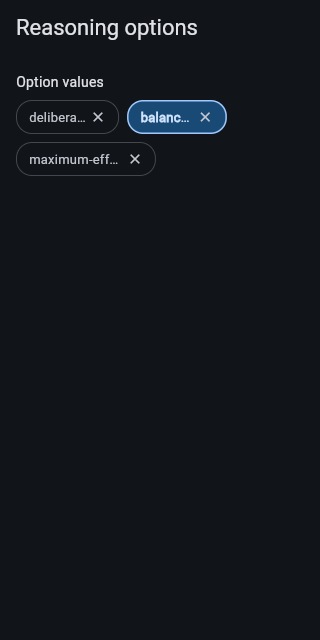 Reasoning options
Option values
delibera…
balanc…
maximum-eff…